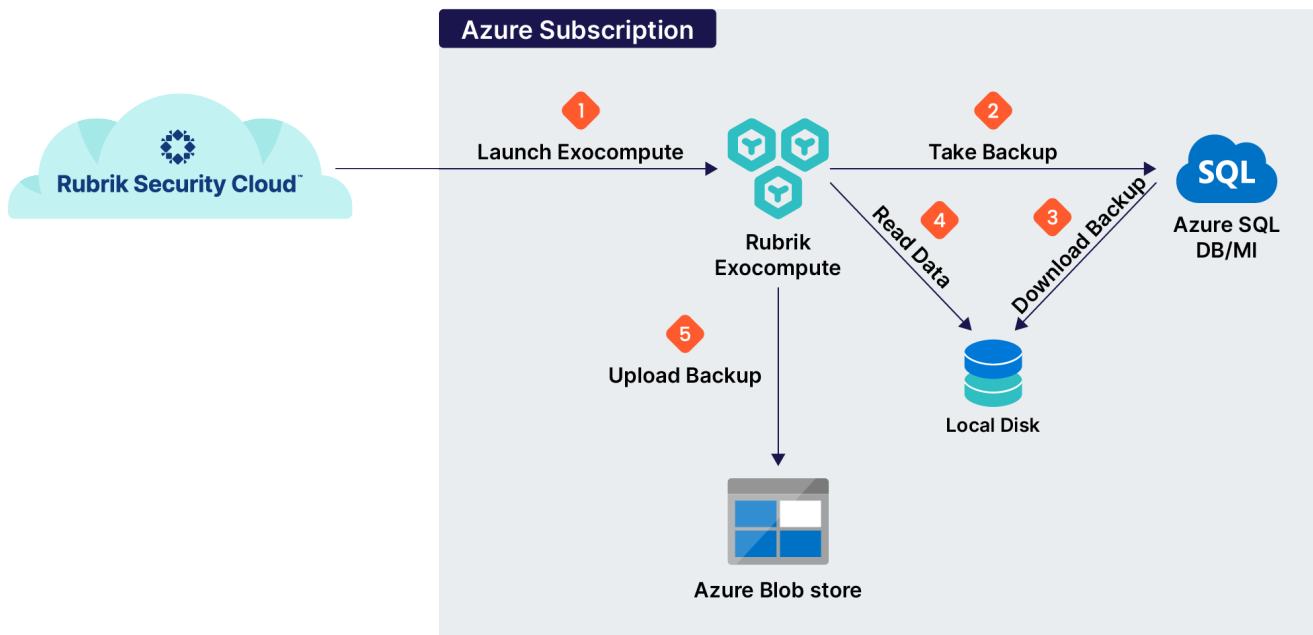 Azure Subscription
Rubrik Security Cloud™
1
Launch Exocompute
2
Take Backup
SQL
Azure SQL
DB/MI
Rubrik
Exocompute
4
Read Data
3
Download Backup
5
Upload Backup
Local Disk
Azure Blob store